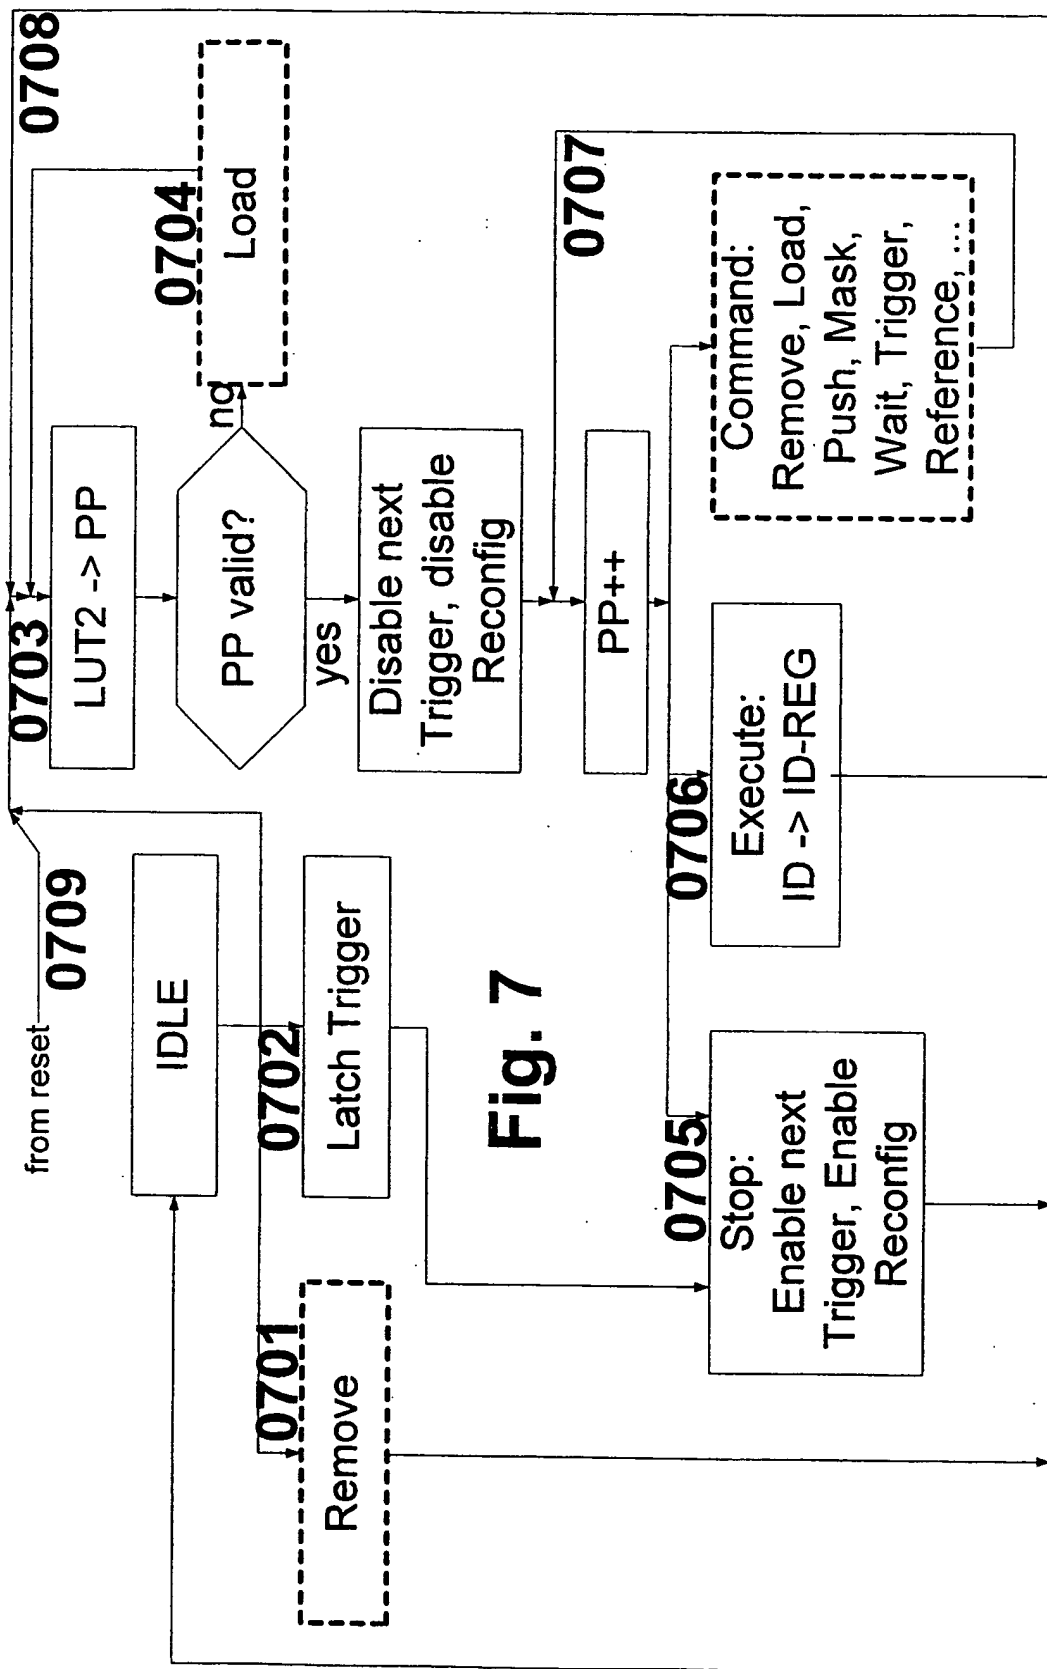 from reset
0709
IDLE
0702
Latch Trigger
0701
Remove
0708
0703
LUT2 -> PP
PP valid?
no
yes
0704
Load
Disable next
Trigger, disable
Reconfig
0707
PP++
0705
Stop:
Enable next
Trigger, Enable
Reconfig
0706
Execute:
ID -> ID-REG
Command:
Remove, Load,
Push, Mask,
Wait, Trigger,
Reference, ...
Fig. 7